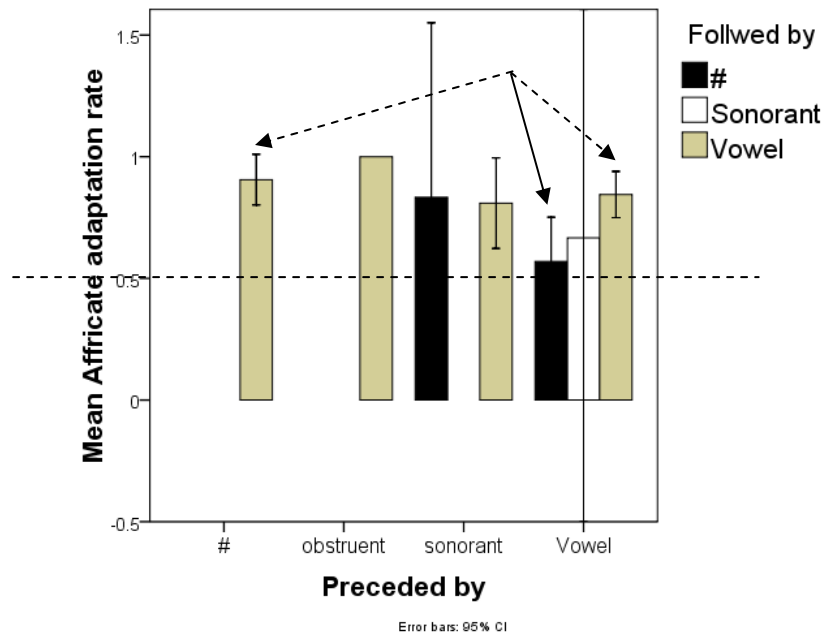 Follwed by
#
Sonorant
Vowel
Mean Affricate adaptation rate
1.5
1
0.5
0
-0.5
# obstruent sonorant Vowel
Preceded by
Error bars: 95% CI